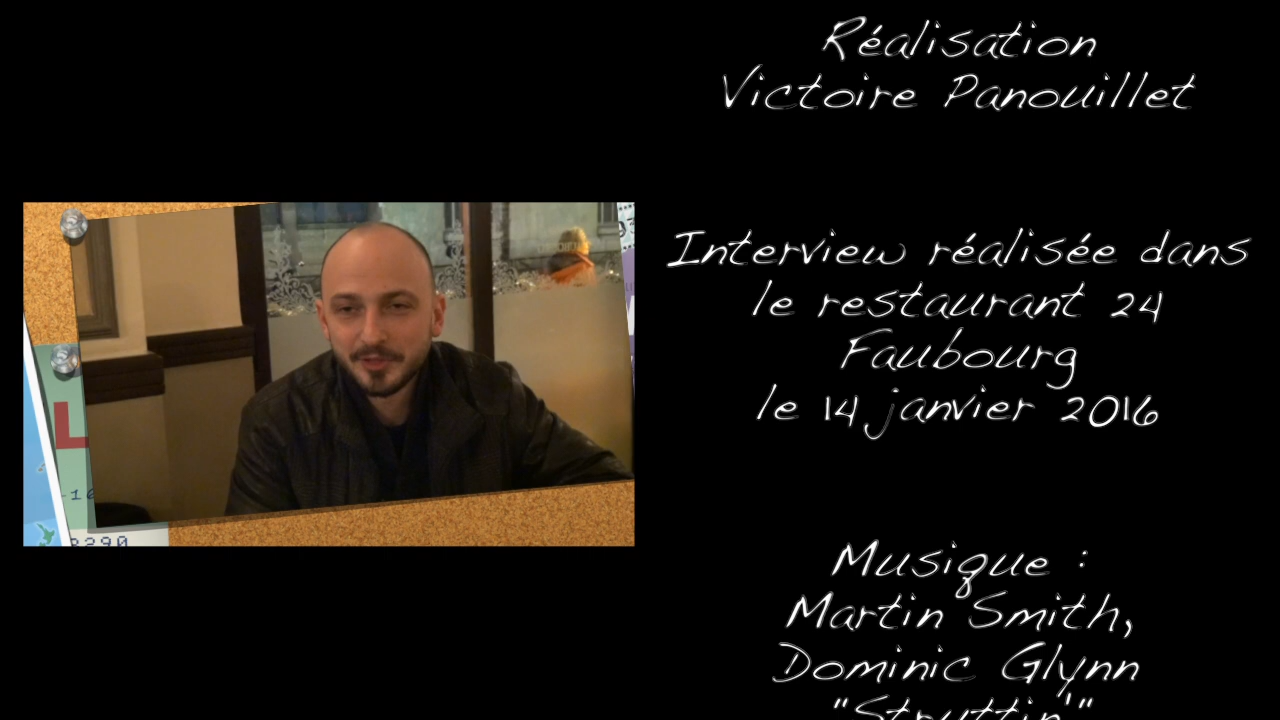 Réalisation
Victoire Panouillet
Interview réalisée dans
le restaurant 24
Faubourg
le 14 janvier 2016
Musique :
Martin Smith,
Dominic Glynn
"Struttin'"
L